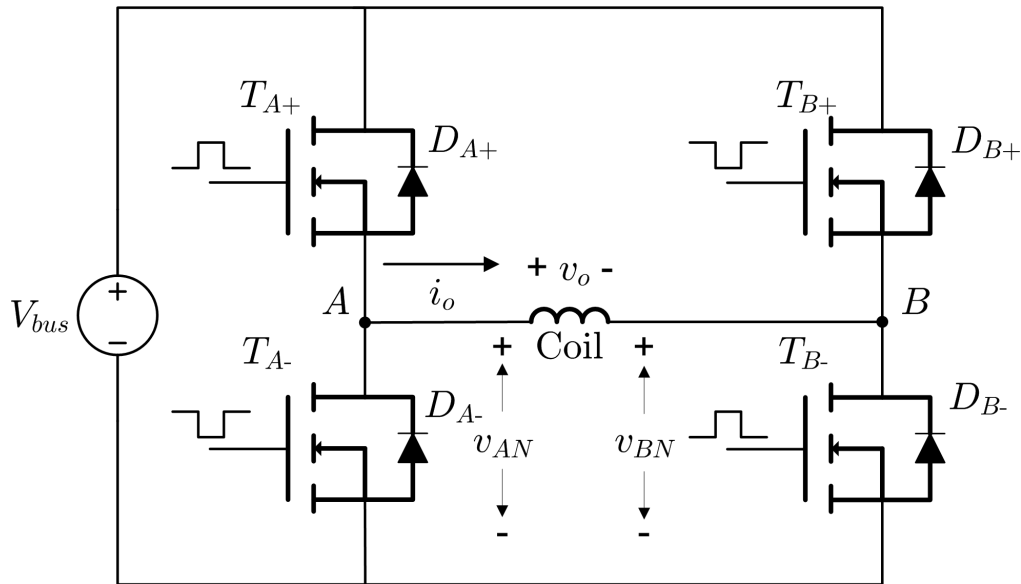 T_{A+}
T_{B+}
D_{A+}
D_{B+}
+ v_o -
i_o
A
B
V_{bus}
+
−
+ Coil +
T_{A-}
T_{B-}
D_{A-}
D_{B-}
v_{AN}
v_{BN}
- -